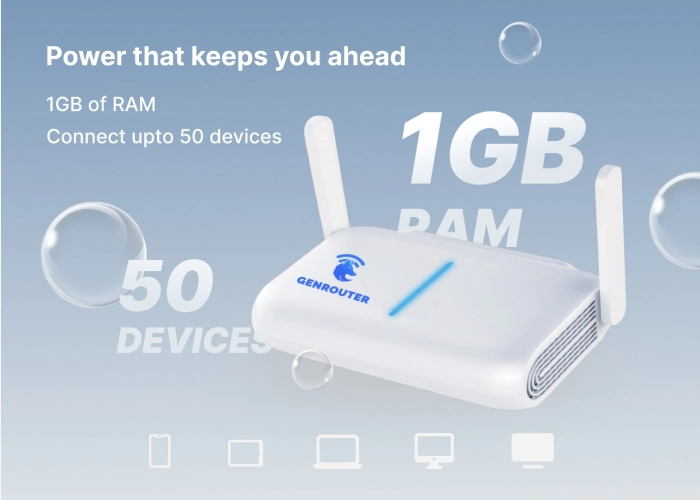 Power that keeps you ahead
1GB of RAM
Connect upto 50 devices
1GB
RAM
50
DEVICES
GENROUTER